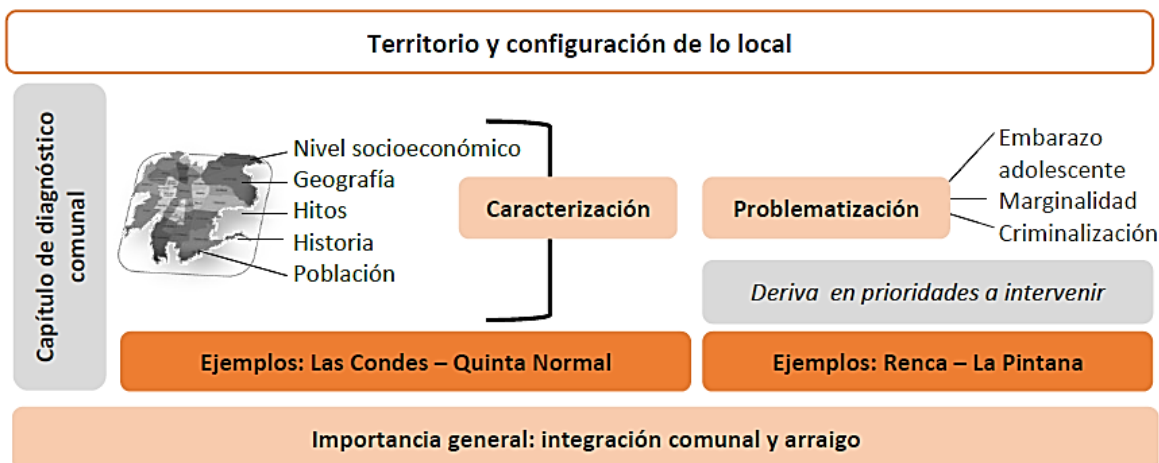 Territorio y configuración de lo local
Capítulo de diagnóstico
comunal
Nivel socioeconómico
Geografía
Hitos
Historia
Población
Caracterización
Problematización
Embarazo
adolescente
Marginalidad
Criminalización
Deriva en prioridades a intervenir
Ejemplos: Las Condes – Quinta Normal
Ejemplos: Renca – La Pintana
Importancia general: integración comunal y arraigo